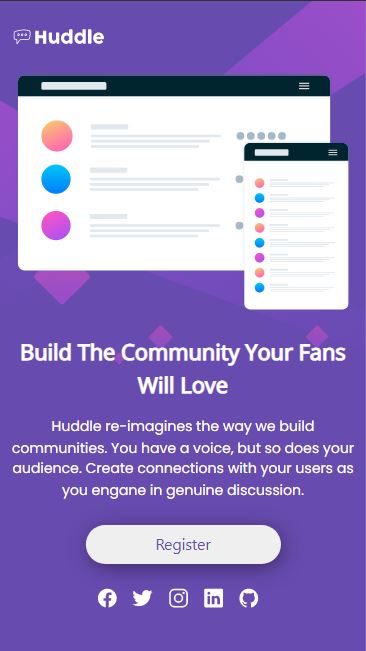 Huddle
Build The Community Your Fans
Will Love
Huddle re-imagines the way we build
communities. You have a voice, but so does your
audience. Create connections with your users as
you engane in genuine discussion.
Register